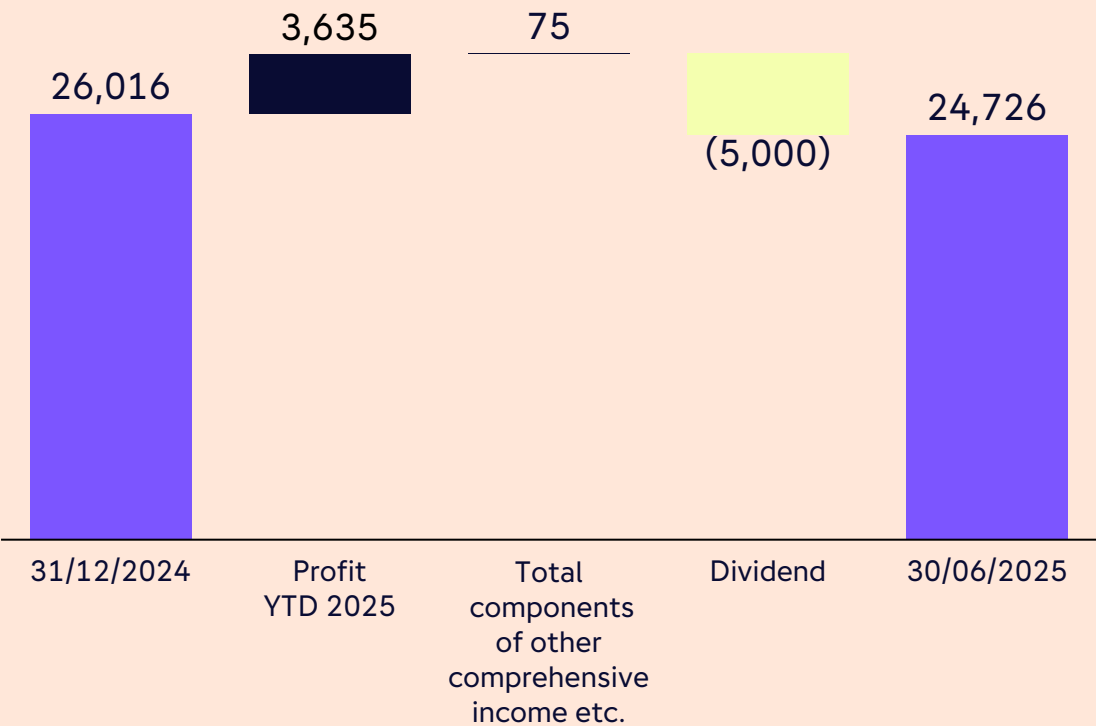 3,635
75
26,016
24,726
(5,000)
31/12/2024
Profit
YTD 2025
Total
components
of other
comprehensive
income etc.
Dividend
30/06/2025